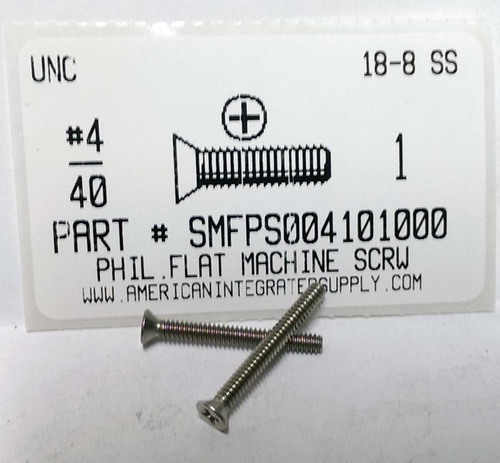 UNC 18-8 SS
#4
40
1
PART # SMFPS004101000
PHIL.FLAT MACHINE SCRW
WWW.AMERICANINTEGRATEDSUPPLY.COM